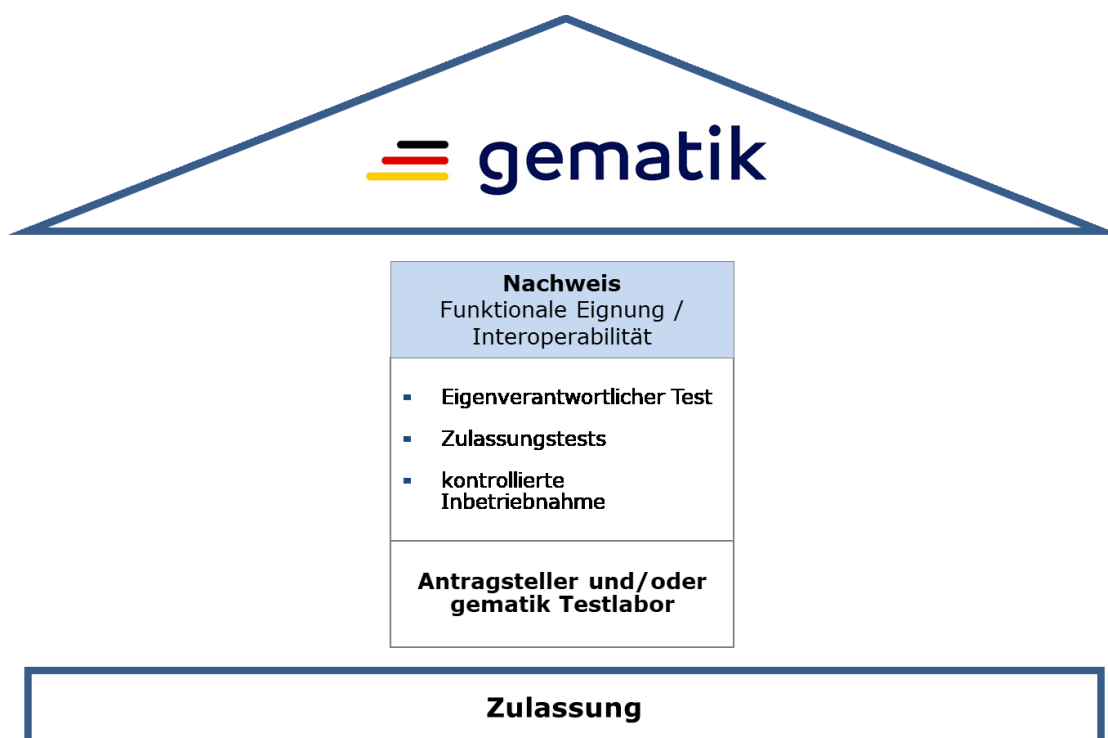 gematik
Nachweis
Funktionale Eignung /
Interoperabilität
Eigenverantwortlicher Test
Zulassungstests
kontrollierte
Inbetriebnahme
Antragsteller und/oder
gematik Testlabor
Zulassung